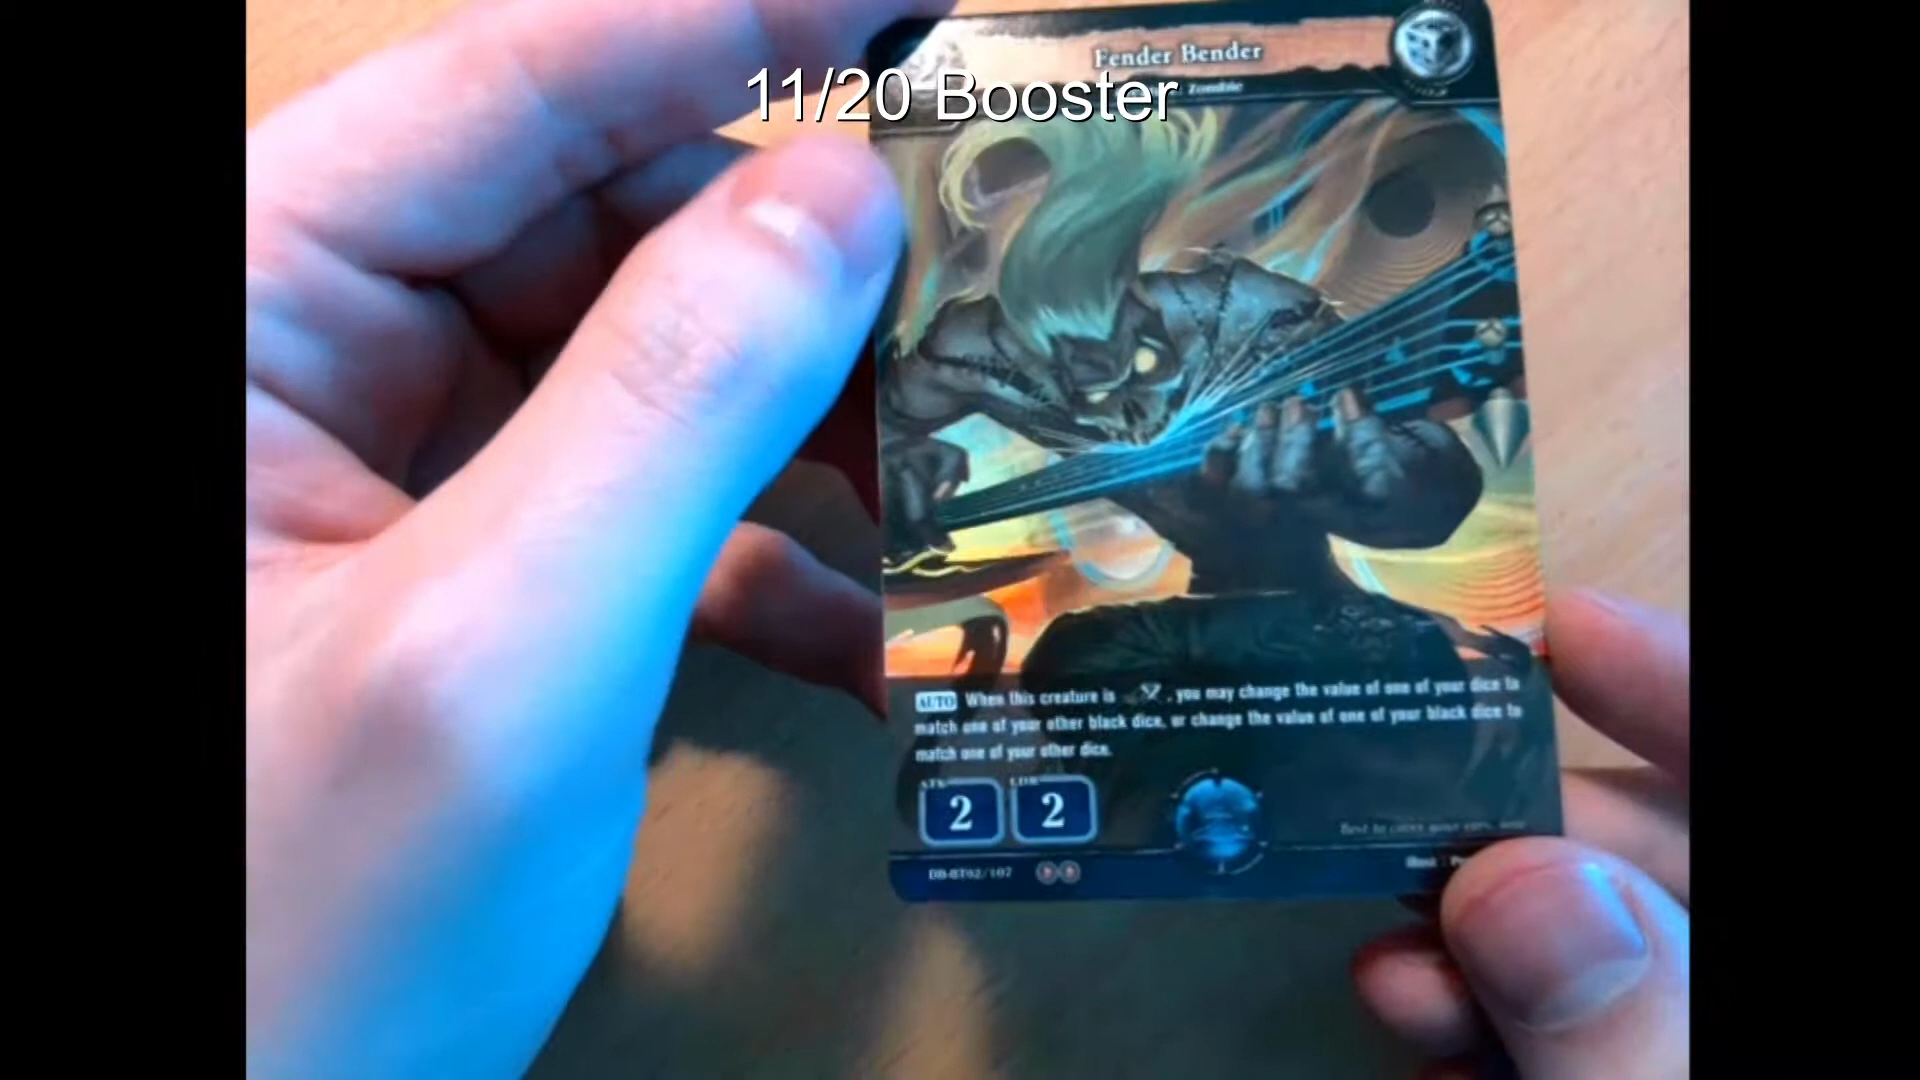 Fender Bender
11/20 Booster
Zombie
AUTO When this creature is , you may change the value of one of your dice to
match one of your other black dice, or change the value of one of your black dice to
match one of your other dice.
ATK
2 2
DB-BT02/107